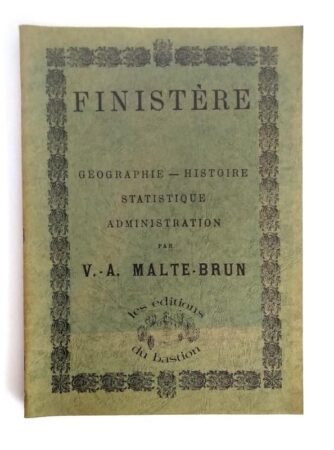 FINISTÈRE
GÉOGRAPHIE — HISTOIRE
STATISTIQUE
ADMINISTRATION
PAR
V.-A. MALTE-BRUN
les éditions
du bastion